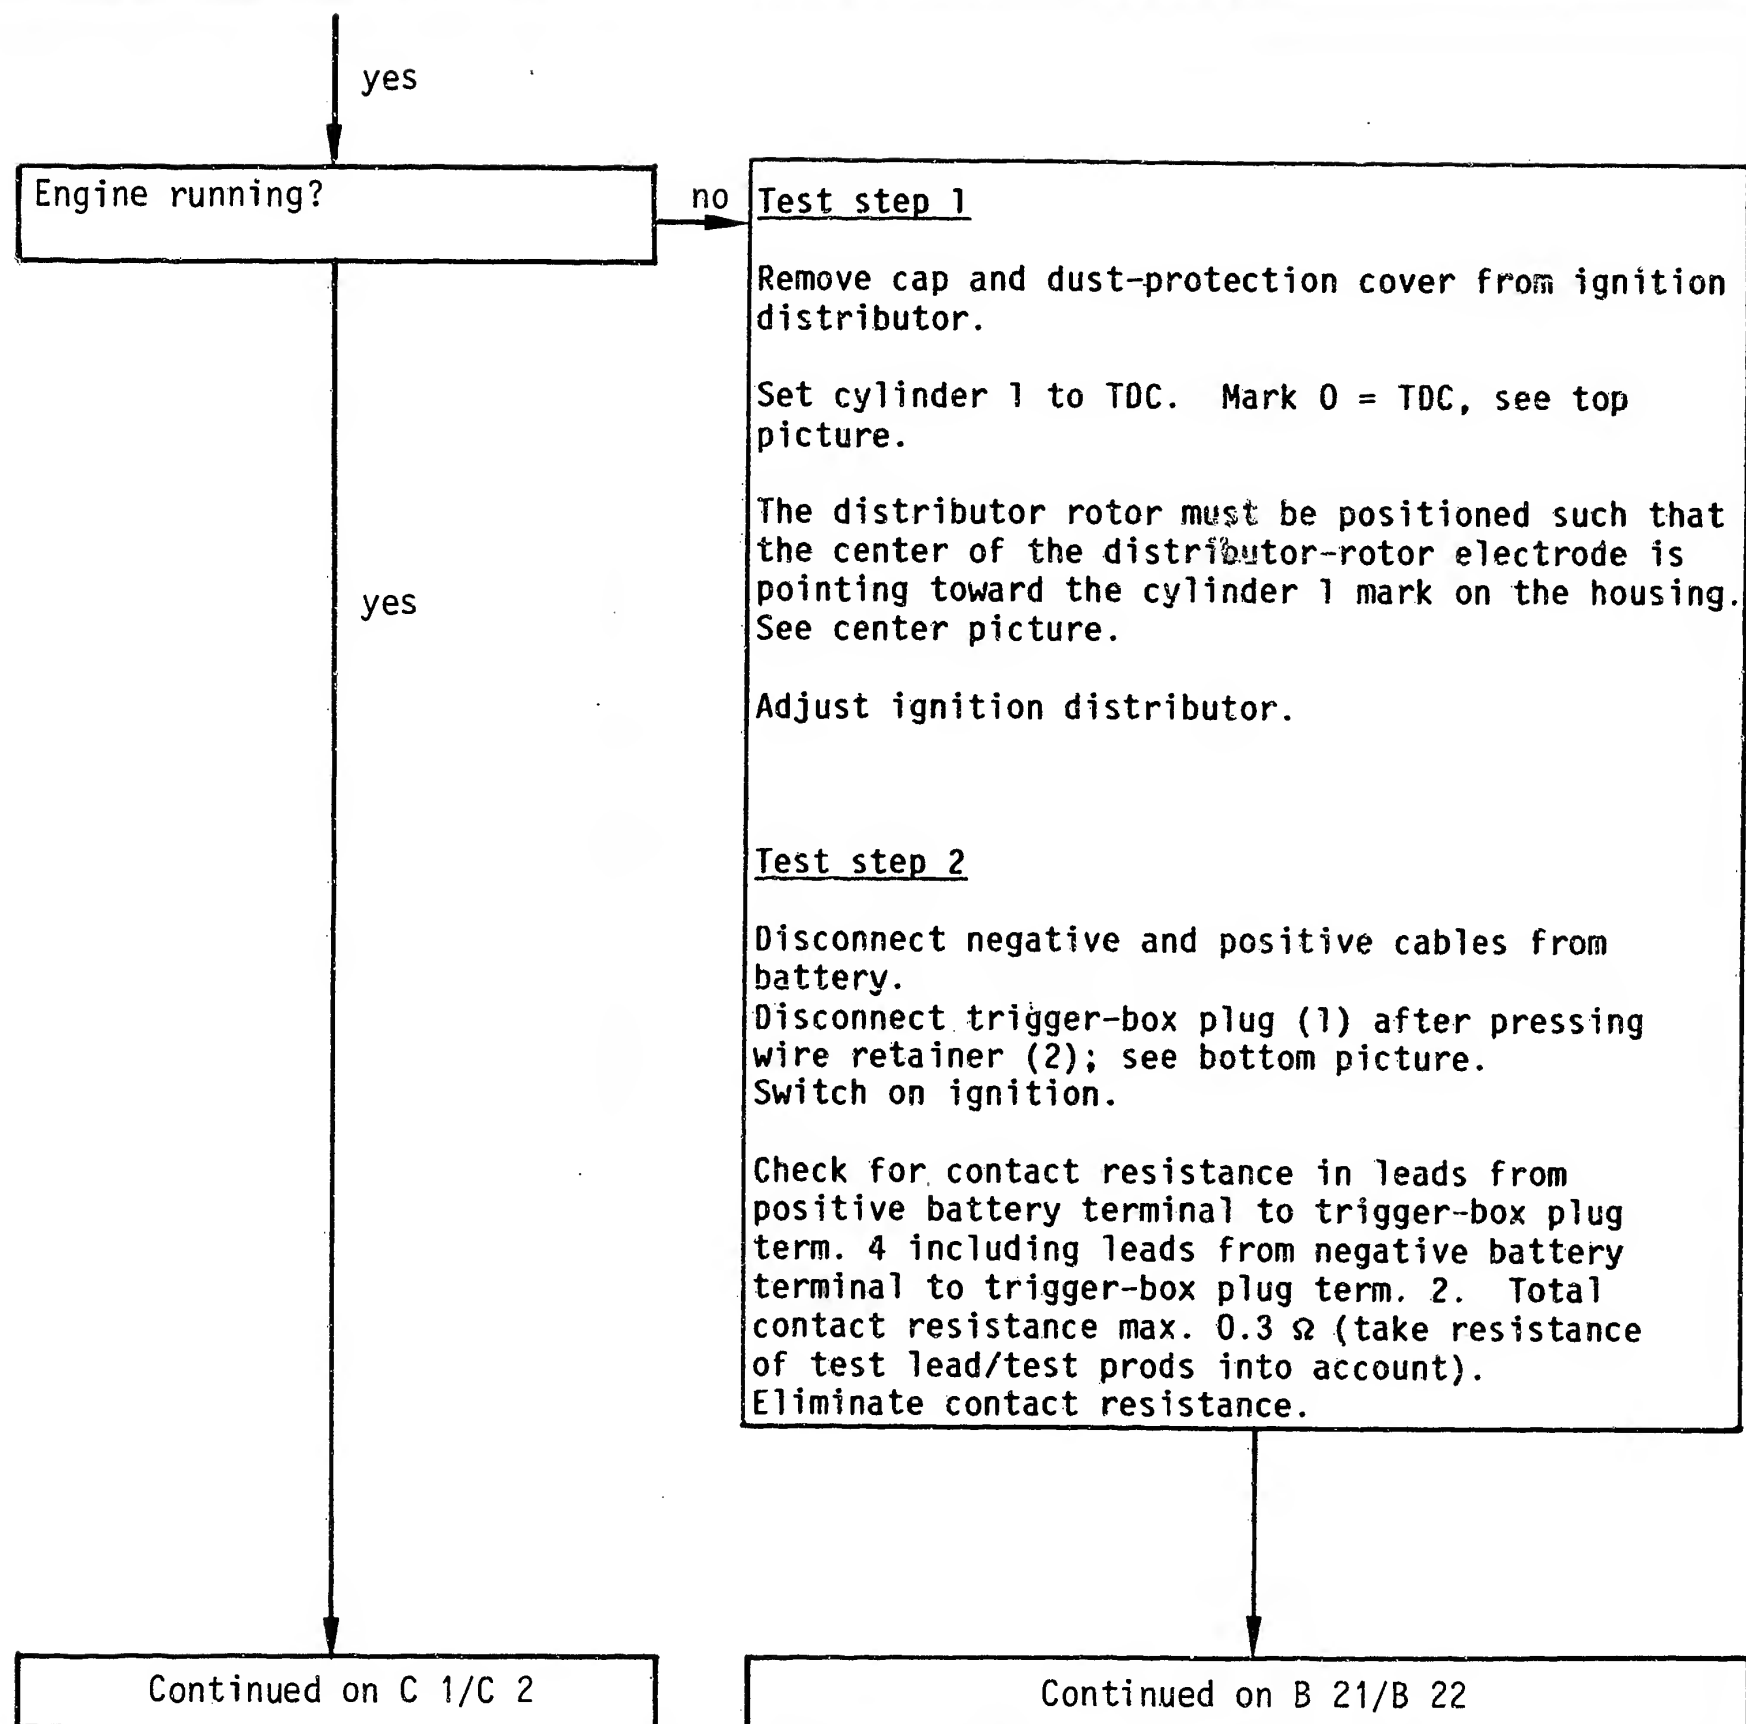 yes
Engine running?
no
Test step 1
Remove cap and dust-protection cover from ignition
distributor.
Set cylinder 1 to TDC. Mark 0 = TDC, see top
picture.
The distributor rotor must be positioned such that
the center of the distributor-rotor electrode is
pointing toward the cylinder 1 mark on the housing.
See center picture.
Adjust ignition distributor.
yes
Test step 2
Disconnect negative and positive cables from
battery.
Disconnect trigger-box plug (1) after pressing
wire retainer (2); see bottom picture.
Switch on ignition.
Check for contact resistance in leads from
positive battery terminal to trigger-box plug
term. 4 including leads from negative battery
terminal to trigger-box plug term. 2. Total
contact resistance max. 0.3 Ω (take resistance
of test lead/test prods into account).
Eliminate contact resistance.
Continued on C 1/C 2
Continued on B 21/B 22